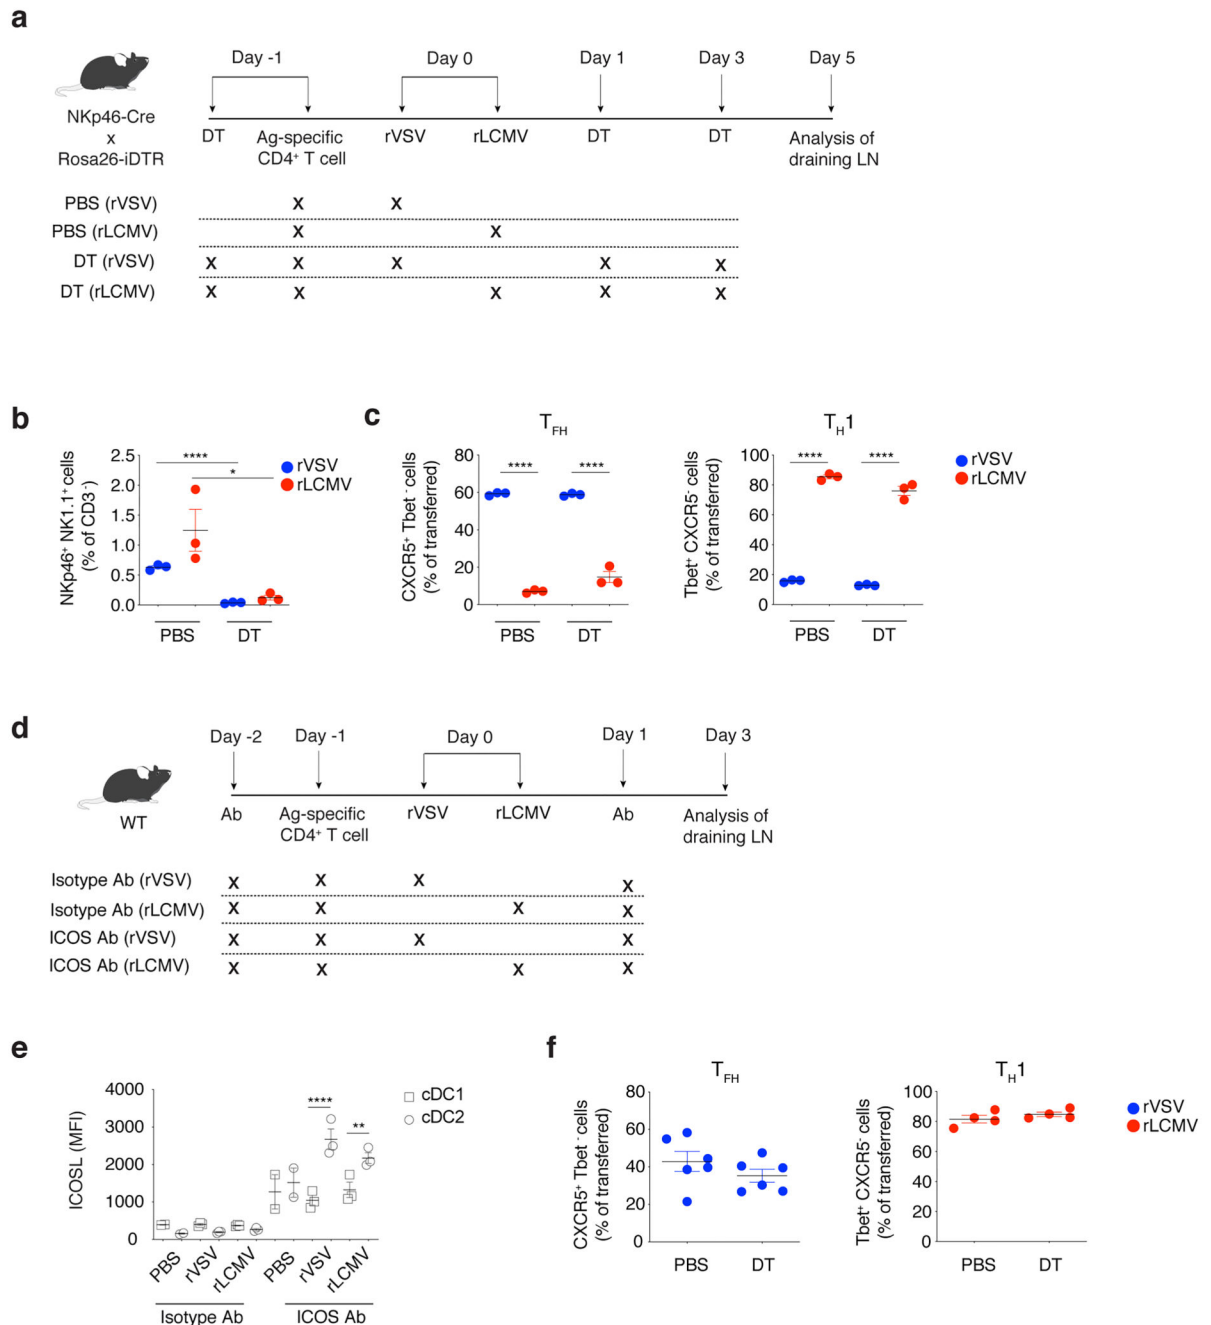 a
Day -1 Day 0 Day 1 Day 3 Day 5
NKp46-Cre
x
Rosa26-iDTR
DT Ag-specific CD4⁺ T cell rVSV rLCMV DT DT Analysis of draining LN
PBS (rVSV) X X
PBS (rLCMV) X X
DT (rVSV) X X X X X
DT (rLCMV) X X X X X
b
NKp46⁺ NK1.1⁺ cells
(% of CD3⁻)
2.5
2.0
1.5
1.0
0.5
0.0
****
*
rVSV
rLCMV
PBS DT
c
T_FH
CXCR5⁺ Tbet⁻ cells
(% of transferred)
80
60
40
20
0
**** ****
PBS DT
T_H1
Tbet⁺ CXCR5⁻ cells
(% of transferred)
100
80
60
40
20
0
**** ****
PBS DT
rVSV
rLCMV
d
Day -2 Day -1 Day 0 Day 1 Day 3
WT
Ab Ag-specific CD4⁺ T cell rVSV rLCMV Ab Analysis of draining LN
Isotype Ab (rVSV) X X X X
Isotype Ab (rLCMV) X X X X
ICOS Ab (rVSV) X X X X
ICOS Ab (rLCMV) X X X X
e
ICOSL (MFI)
4000
3000
2000
1000
0
****
**
cDC1
cDC2
PBS rVSV rLCMV PBS rVSV rLCMV
Isotype Ab ICOS Ab
f
T_FH
CXCR5⁺ Tbet⁻ cells
(% of transferred)
80
60
40
20
0
PBS DT
T_H1
Tbet⁺ CXCR5⁻ cells
(% of transferred)
100
80
60
40
20
0
PBS DT
rVSV
rLCMV